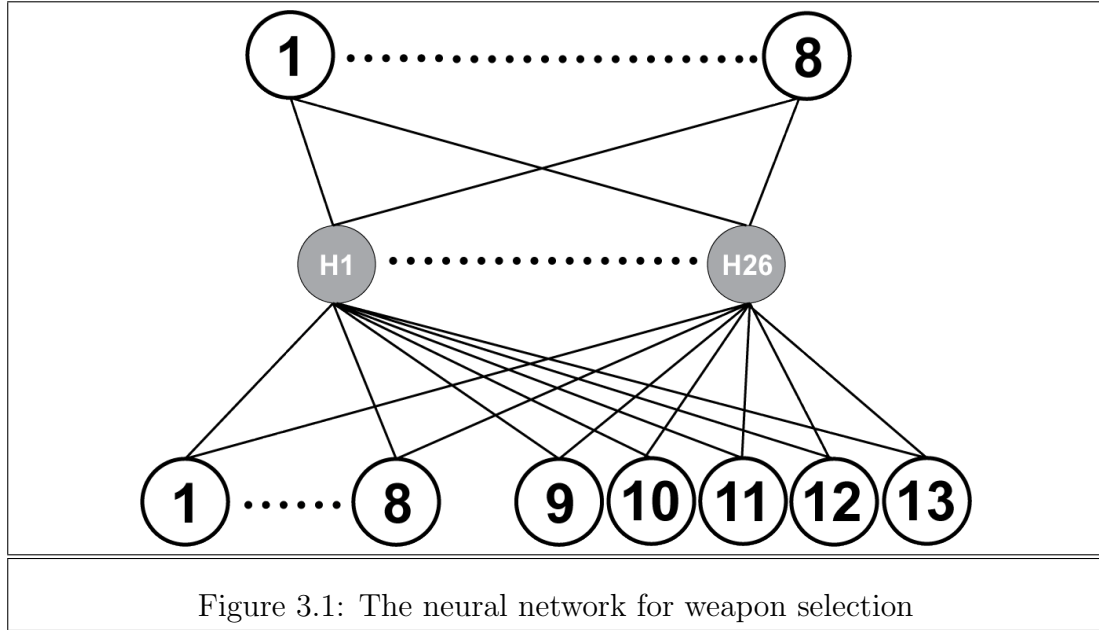 1 8
H1 H26
1 8 9 10 11 12 13
Figure 3.1: The neural network for weapon selection